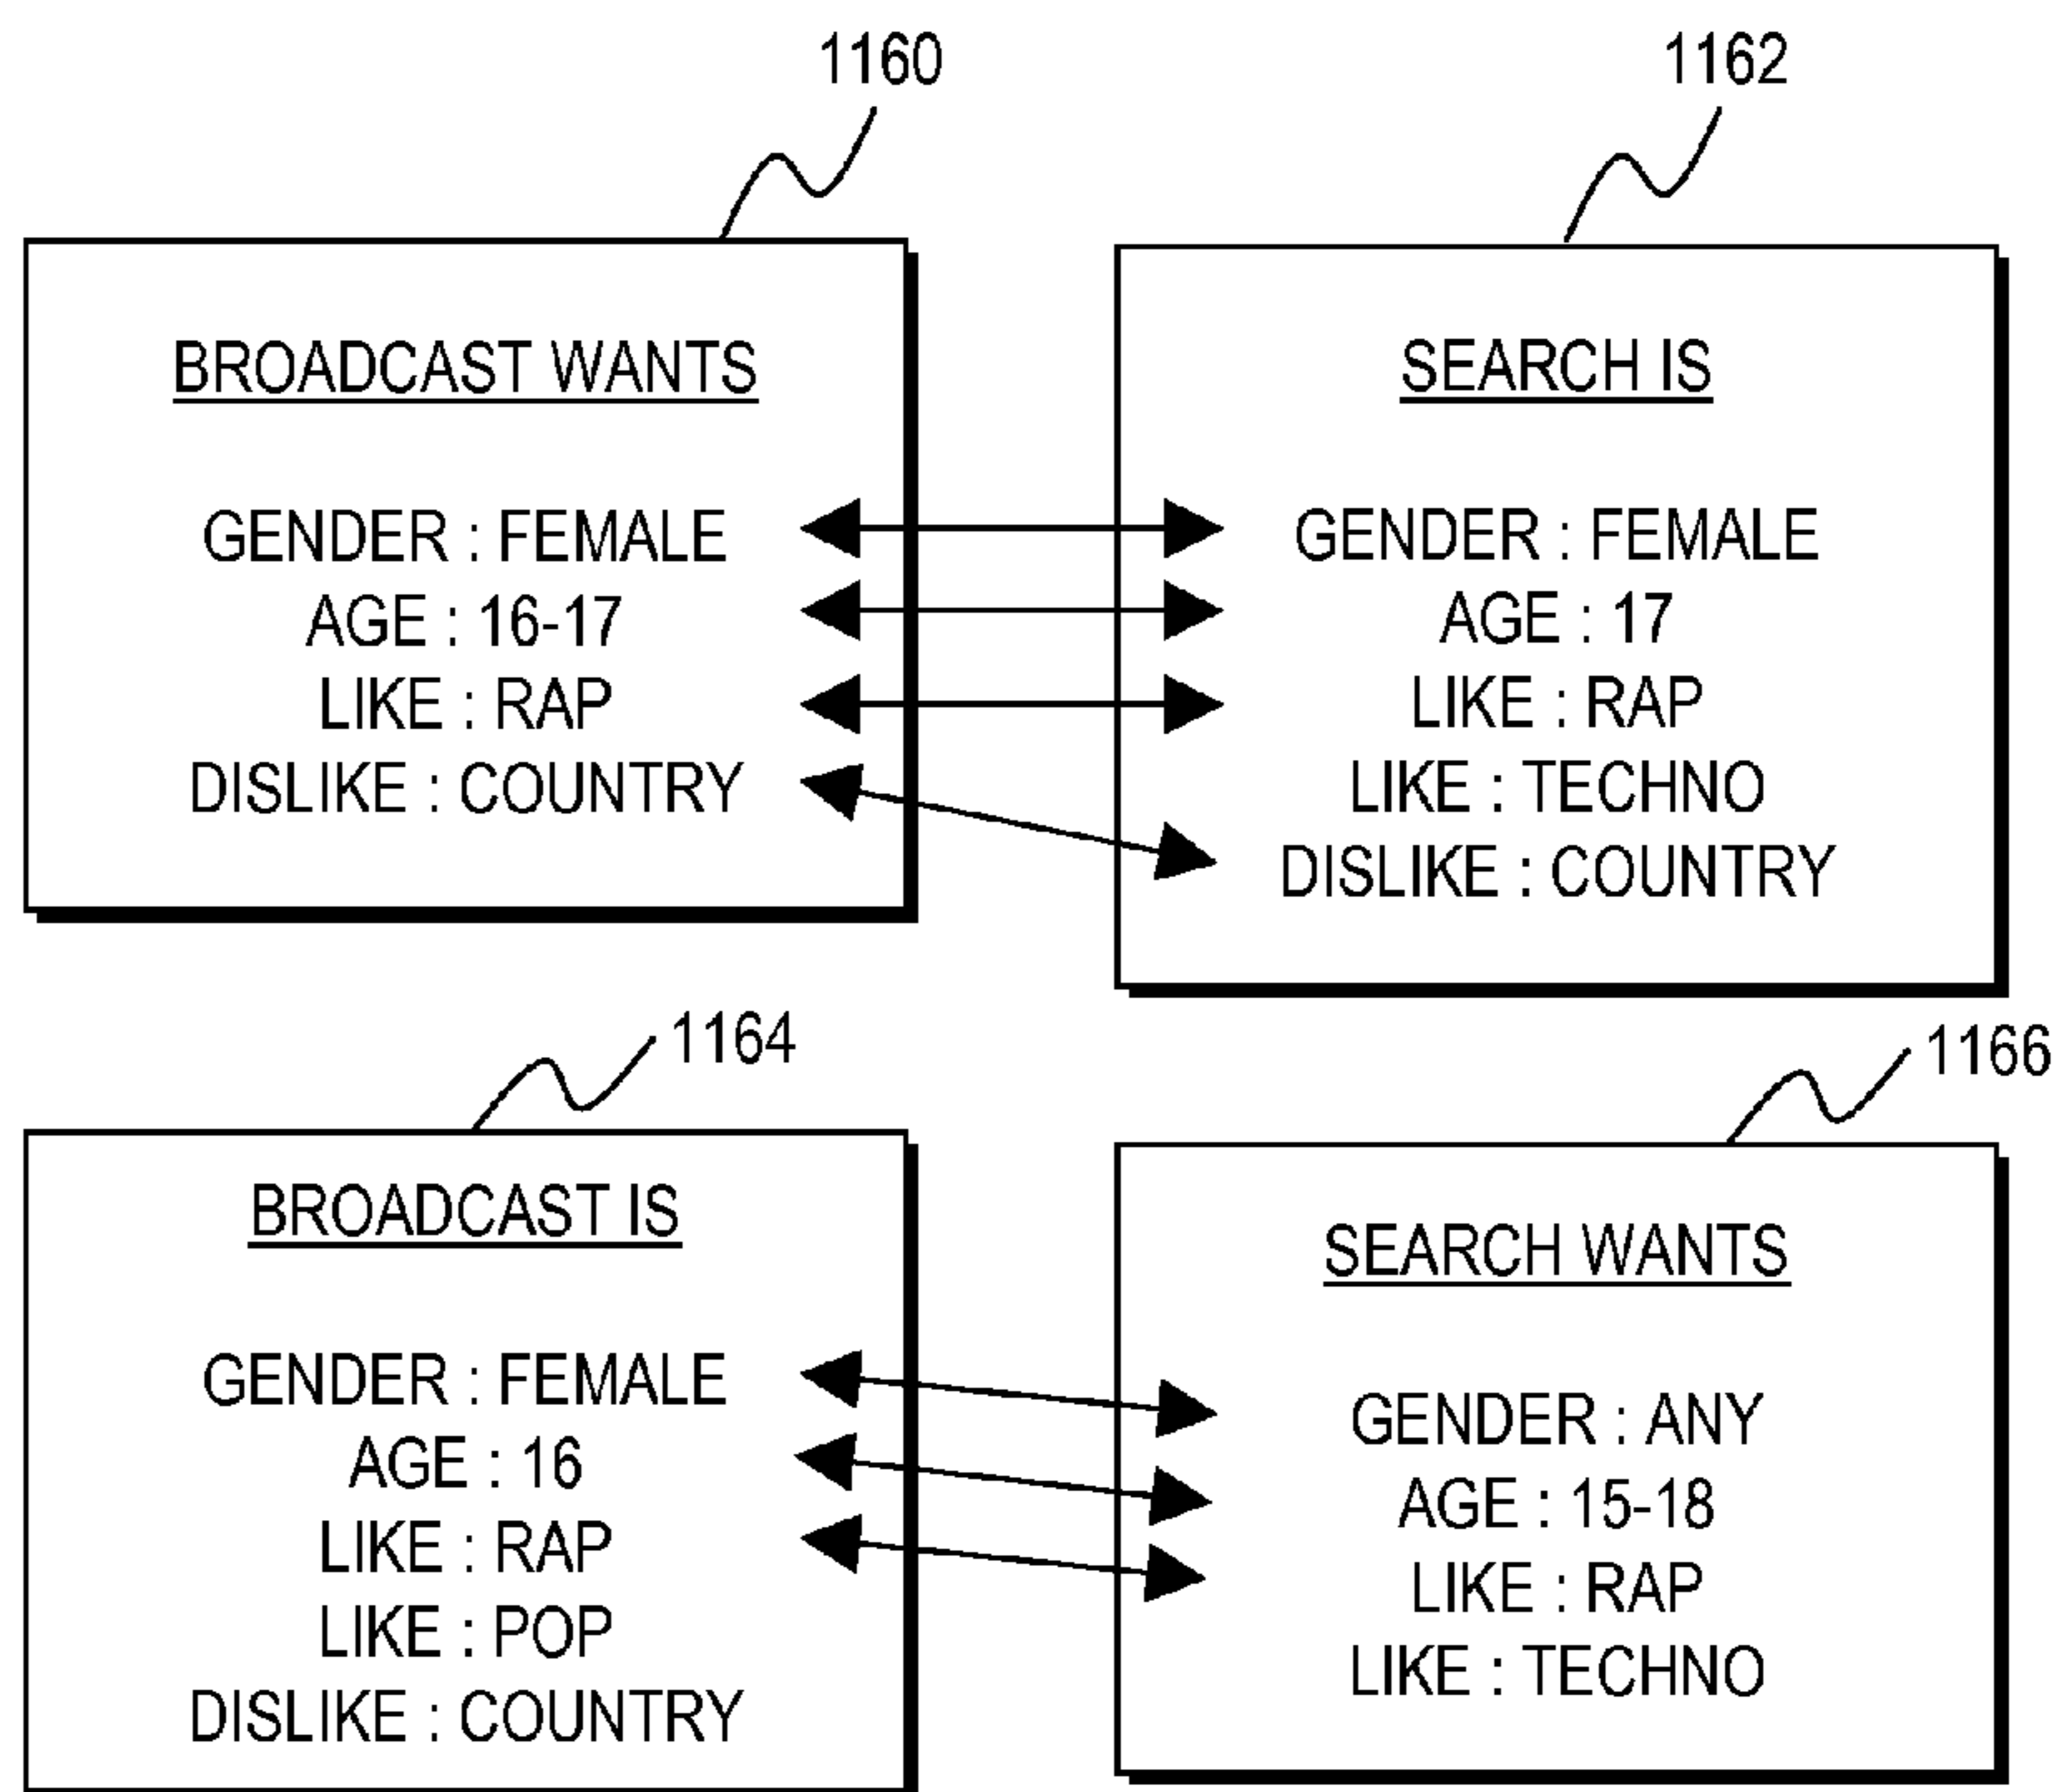 1160
1162
BROADCAST WANTS
GENDER : FEMALE
AGE : 16-17
LIKE : RAP
DISLIKE : COUNTRY
SEARCH IS
GENDER : FEMALE
AGE : 17
LIKE : RAP
LIKE : TECHNO
DISLIKE : COUNTRY
1164
1166
BROADCAST IS
GENDER : FEMALE
AGE : 16
LIKE : RAP
LIKE : POP
DISLIKE : COUNTRY
SEARCH WANTS
GENDER : ANY
AGE : 15-18
LIKE : RAP
LIKE : TECHNO